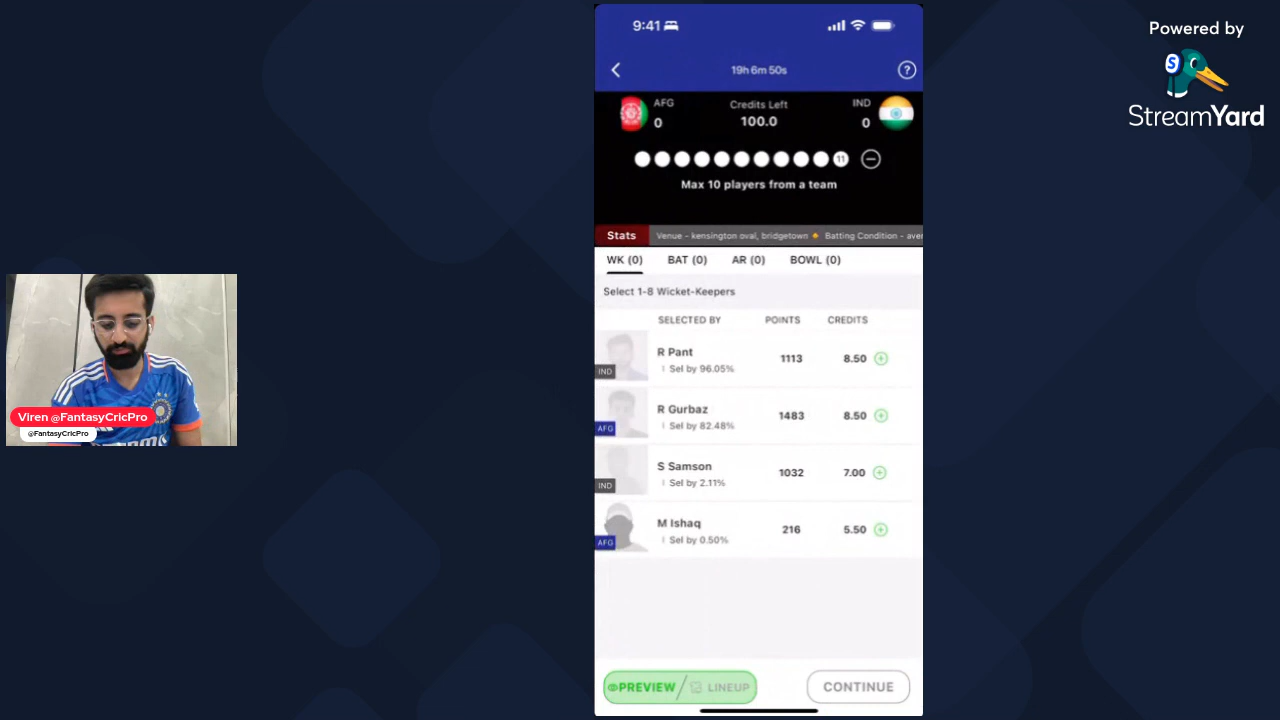 Powered by
S
StreamYard
Viren @FantasyCricPro
@FantasyCricPro
9:41
19h 6m 50s
?
AFG
0
Credits Left
100.0
IND
0
11
Max 10 players from a team
Stats
Venue - kensington oval, bridgetown
Batting Condition - aver
WK (0)
BAT (0)
AR (0)
BOWL (0)
Select 1-8 Wicket-Keepers
SELECTED BY
POINTS
CREDITS
IND
R Pant
Sel by 96.05%
1113
8.50
AFG
R Gurbaz
Sel by 82.48%
1483
8.50
IND
S Samson
Sel by 2.11%
1032
7.00
AFG
M Ishaq
Sel by 0.50%
216
5.50
PREVIEW
LINEUP
CONTINUE